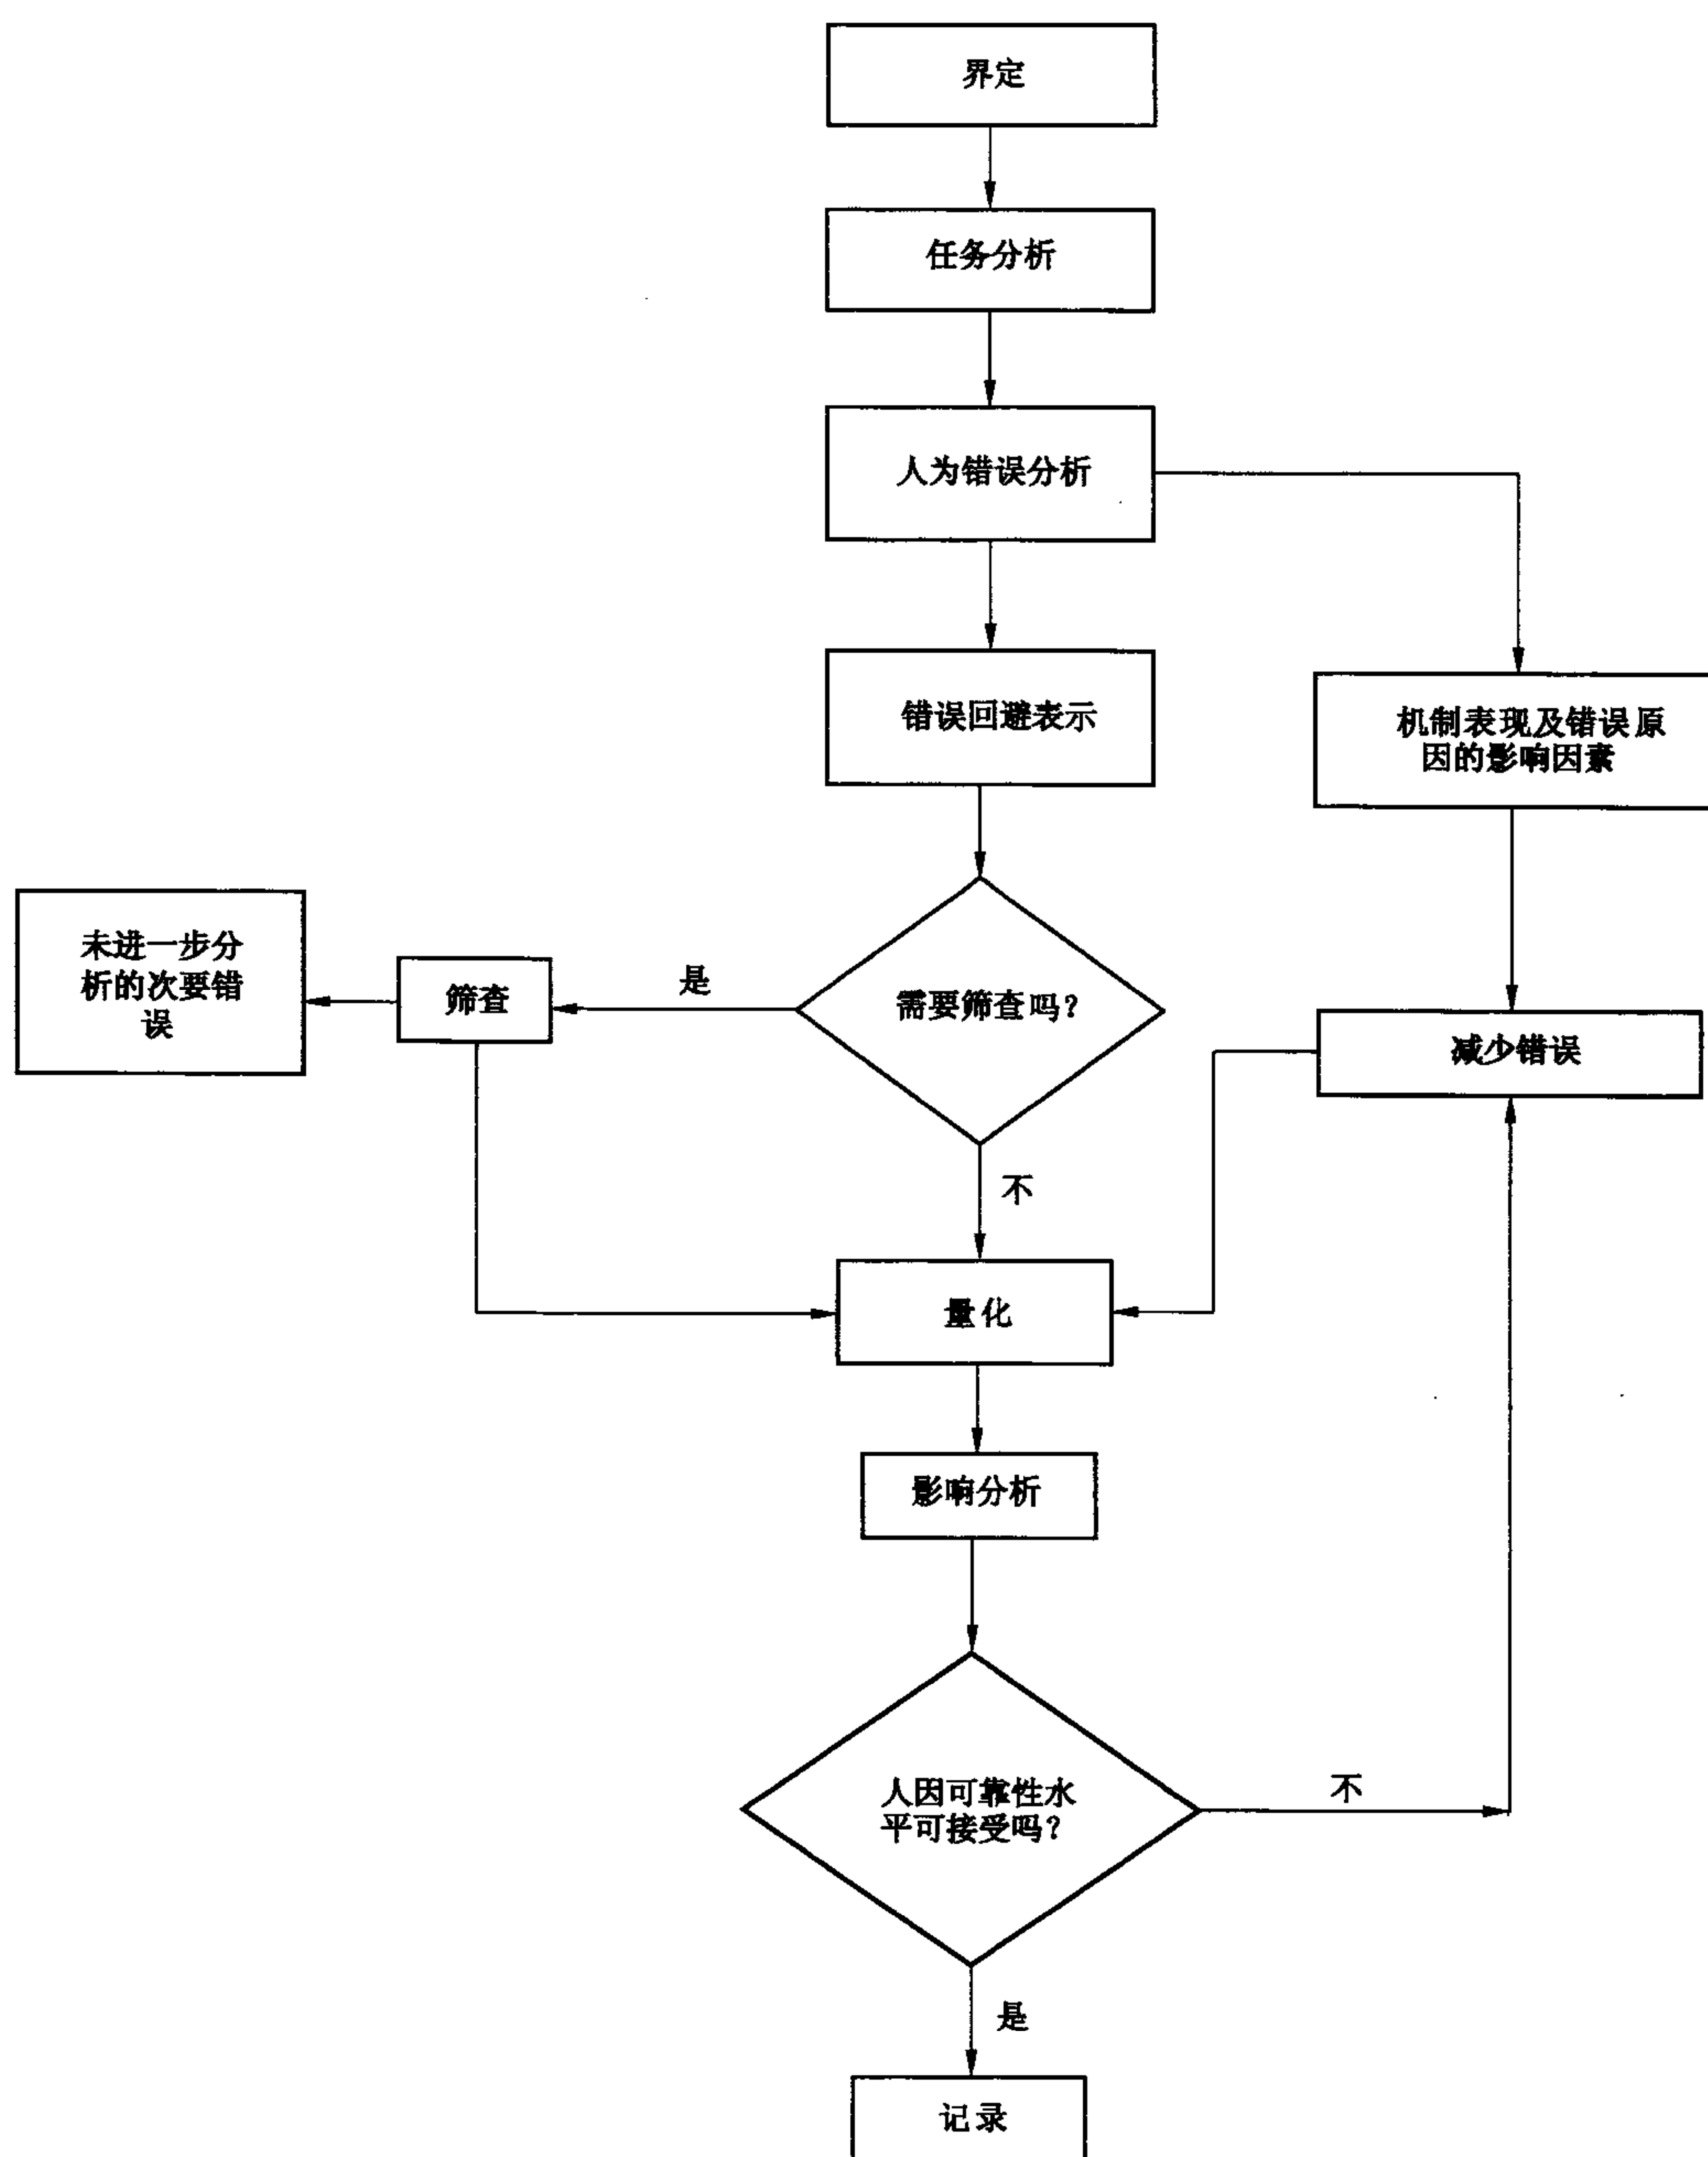 界定
任务分析
人为错误分析
错误回避表示
机制表现及错误原
因的影响因素
未进一步分
析的次要错
误
筛查
是
需要筛查吗？
减少错误
不
量化
影响分析
人因可靠性水
平可接受吗？
不
是
记录